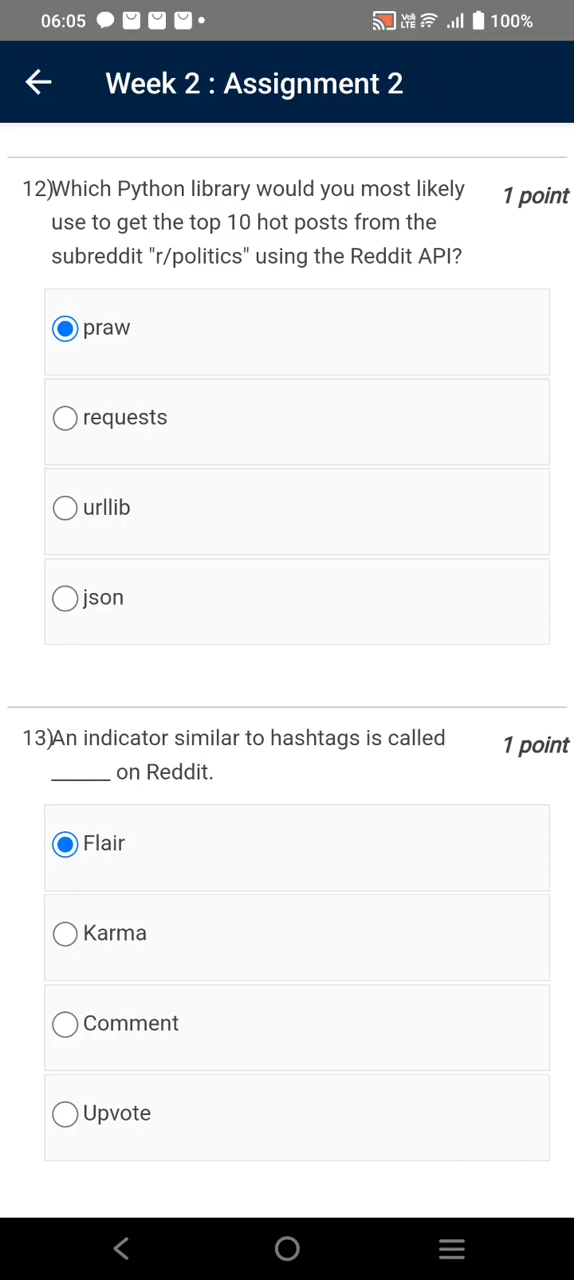 06:05
Vo) LTE
100%
Week 2 : Assignment 2
12)Which Python library would you most likely
1 point
use to get the top 10 hot posts from the
subreddit "r/politics" using the Reddit API?
praw
requests
urllib
json
13)An indicator similar to hashtags is called
1 point
______ on Reddit.
Flair
Karma
Comment
Upvote